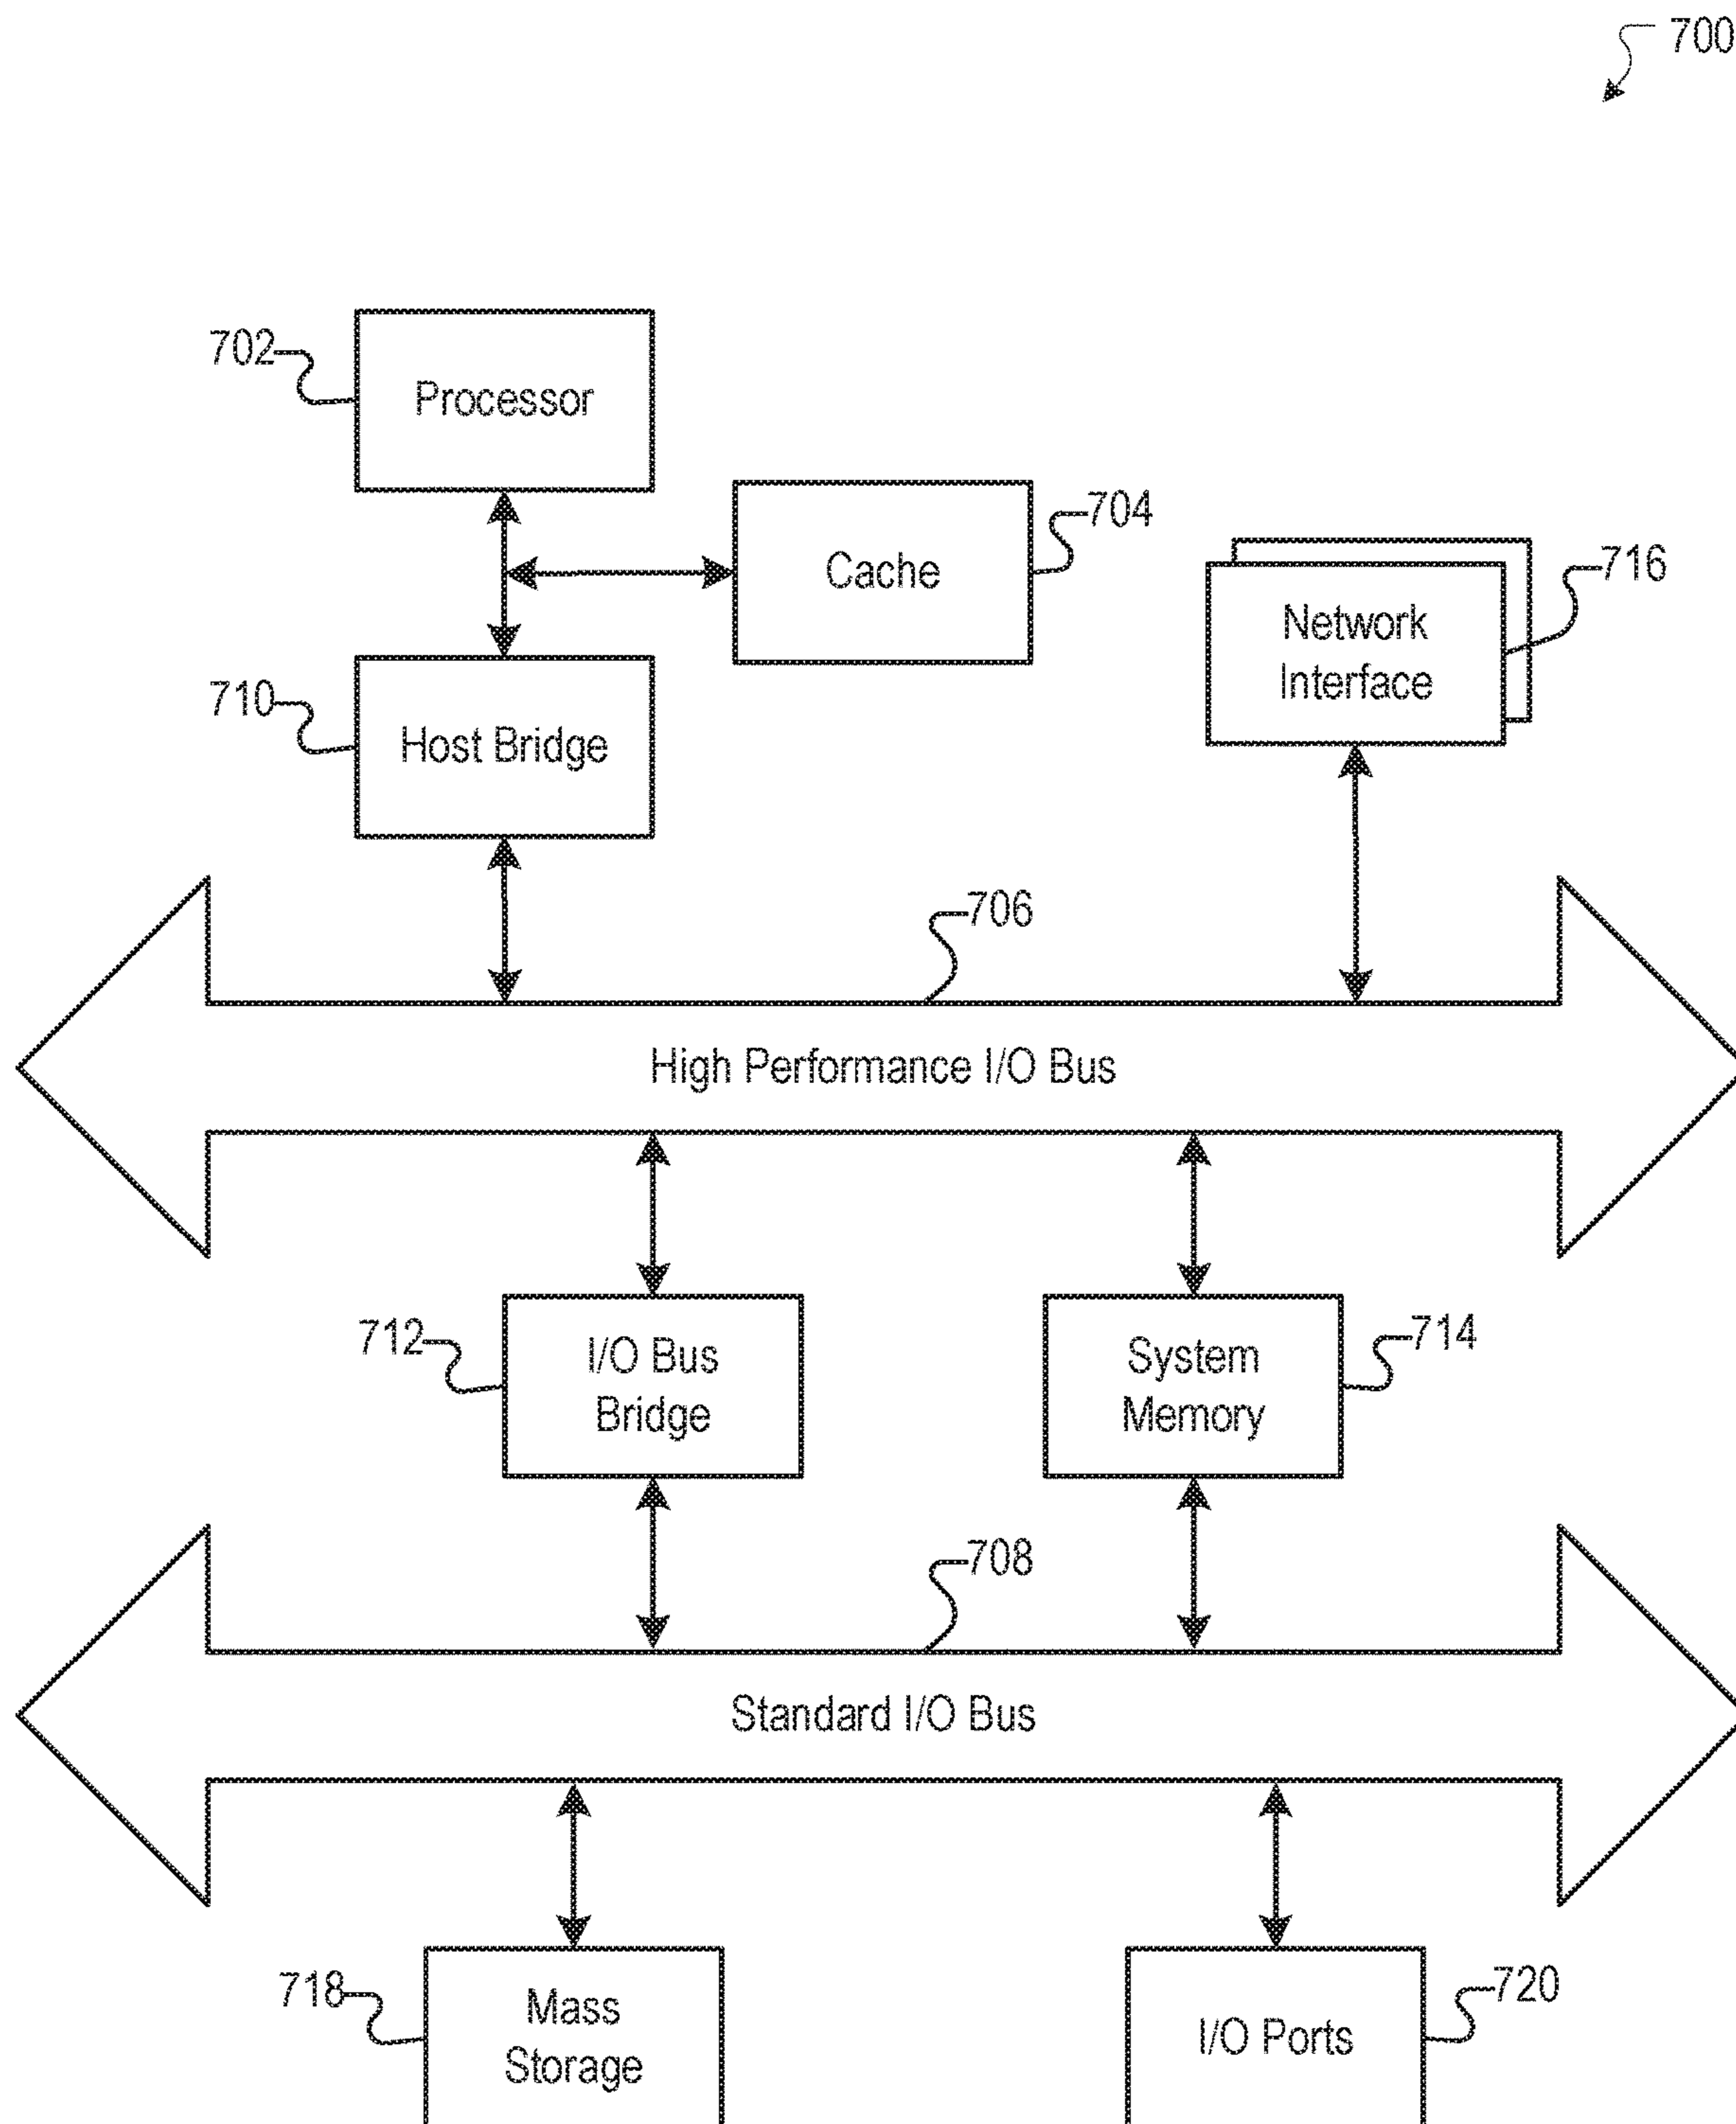 700
702
Processor
704
Cache
716
Network
Interface
710
Host Bridge
706
High Performance I/O Bus
712
I/O Bus
Bridge
System
Memory
714
708
Standard I/O Bus
718
Mass
Storage
I/O Ports
720